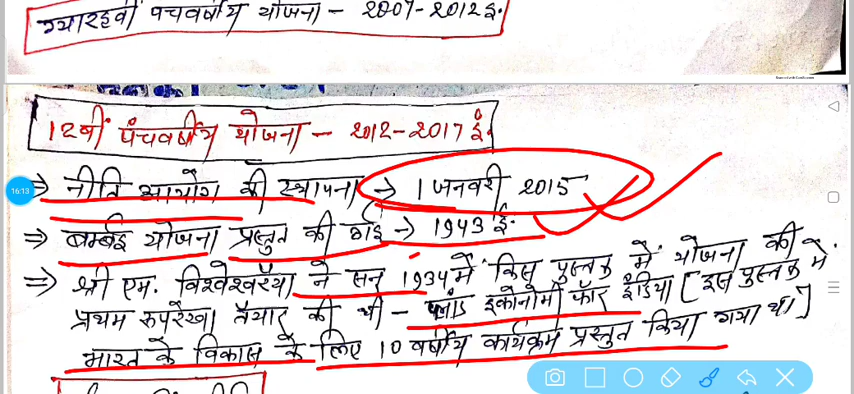 ग्यारहवीं पंचवर्षीय योजना - 2007-2012 ई.
12वीं पंचवर्षीय योजना - 2012-2017 ई.
⇒ नीति आयोग की स्थापना → 1 जनवरी 2015
16:13
⇒ बम्बई योजना प्रस्तुत की गई → 1943 ई.
⇒ श्री एम. विश्वेश्वरैया ने सन् 1934 में किस पुस्तक में योजना की
प्रथम रूपरेखा तैयार की थी - प्लांड इकोनोमी फॉर इंडिया [इस पुस्तक में
भारत के विकास के लिए 10 वर्षीय कार्यक्रम प्रस्तुत किया गया था]